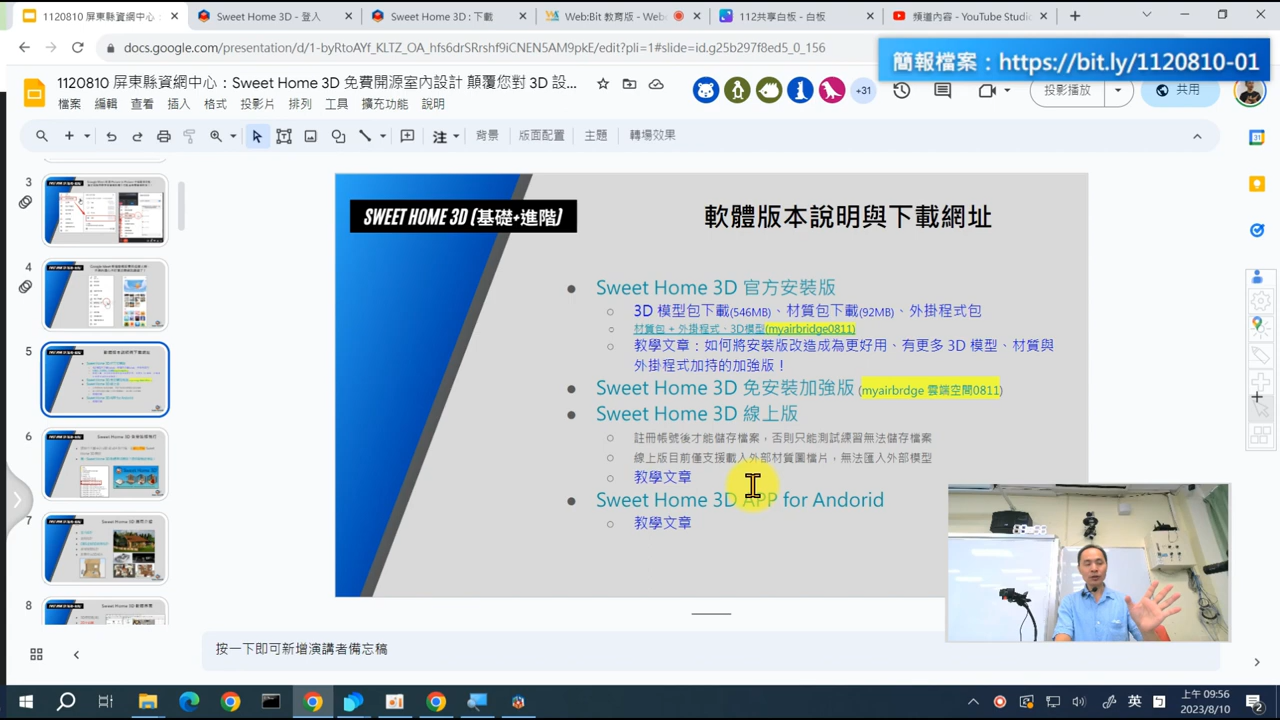 1120810 屏東縣資網中心：
Sweet Home 3D - 登入
Sweet Home 3D : 下載
Web:Bit 教育版 - Web
112共享白板 - 白板
頻道內容 - YouTube Studi
docs.google.com/presentation/d/1-byRtoAYf_KLTZ_OA_hfs6drSRrshf9iCNEN5AM9pkE/edit?pli=1#slide=id.g25b297f8ed5_0_156
簡報檔案：https://bit.ly/1120810-01
1120810 屏東縣資網中心：Sweet Home 3D 免費開源室內設計 顛覆您對 3D 設...
+31
投影播放
共用
檔案 編輯 查看 插入 格式 投影片 排列 工具 擴充功能 說明
注 背景 版面配置 主題 轉場效果
3
4
5
6
7
8
SWEET HOME 3D (基礎+進階)
軟體版本說明與下載網址
● Sweet Home 3D 官方安裝版
○ 3D 模型包下載(546MB)、材質包下載(92MB)、外掛程式包
○ 材質包 + 外掛程式、3D模型(myairbridge0811)
○ 教學文章：如何將安裝版改造成為更好用、有更多 3D 模型、材質與
外掛程式加持的加強版！
Sweet Home 3D 免安裝加強版 (myairbrdge 雲端空間0811)
● Sweet Home 3D 線上版
○ 註冊帳號後才能儲存檔案，否則只能測試練習無法儲存檔案
○ 線上版目前僅支援載入外部材質圖檔，無法匯入外部模型
○ 教學文章
● Sweet Home 3D APP for Andorid
○ 教學文章
按一下即可新增演講者備忘稿
英
上午 09:56
2023/8/10
2